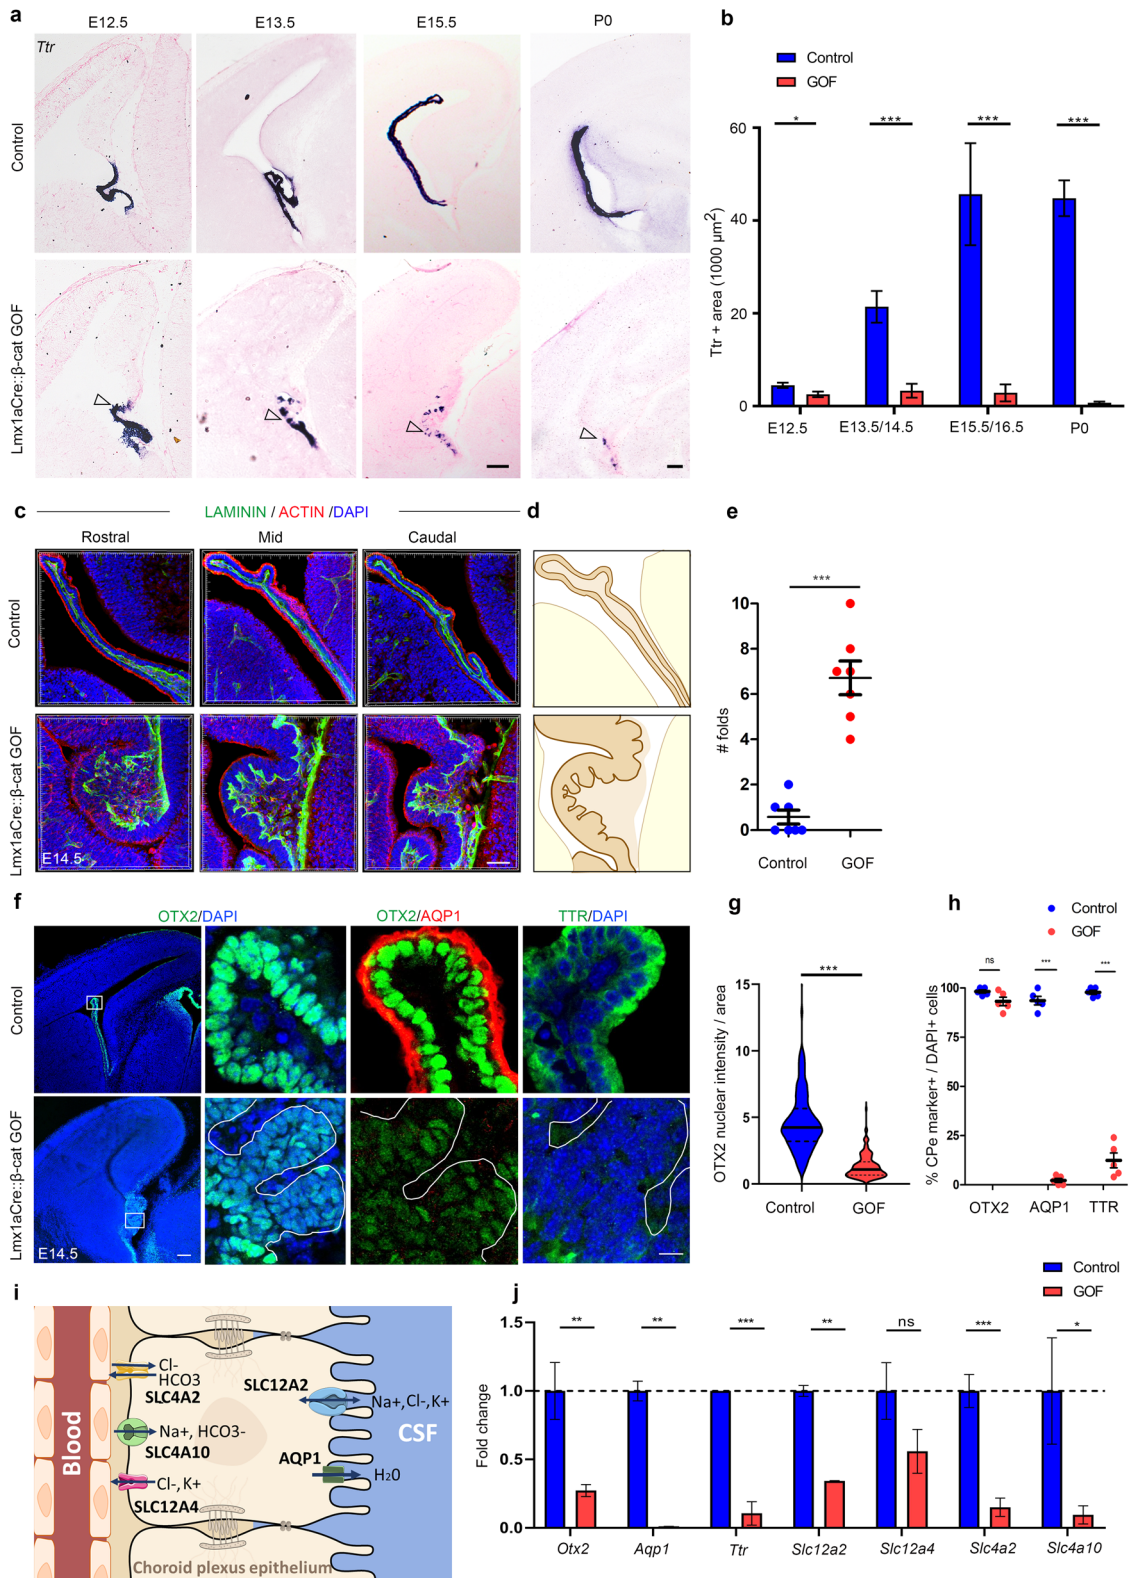 a
E12.5
E13.5
E15.5
P0
Ttr
Control
Lmx1aCre::β-cat GOF
b
Control
GOF
Ttr + area (1000 µm²)
60
40
20
0
*
***
***
***
E12.5
E13.5/14.5
E15.5/16.5
P0
c
LAMININ / ACTIN /DAPI
Rostral
Mid
Caudal
Control
Lmx1aCre::β-cat GOF
E14.5
d
e
***
# folds
10
8
6
4
2
0
Control
GOF
f
OTX2/DAPI
OTX2/AQP1
TTR/DAPI
Control
Lmx1aCre::β-cat GOF
E14.5
g
***
OTX2 nuclear intensity / area
15
10
5
0
Control
GOF
h
Control
GOF
ns
***
***
% CPe marker+ / DAPI+ cells
100
75
50
25
0
OTX2
AQP1
TTR
i
Blood
Cl-
HCO3
SLC4A2
Na+, HCO3-
SLC4A10
Cl-,K+
SLC12A4
SLC12A2
Na+,Cl-,K+
CSF
AQP1
H₂0
Choroid plexus epithelium
j
Control
GOF
Fold change
1.5
1.0
0.5
0.0
**
**
***
**
ns
***
*
Otx2
Aqp1
Ttr
Slc12a2
Slc12a4
Slc4a2
Slc4a10